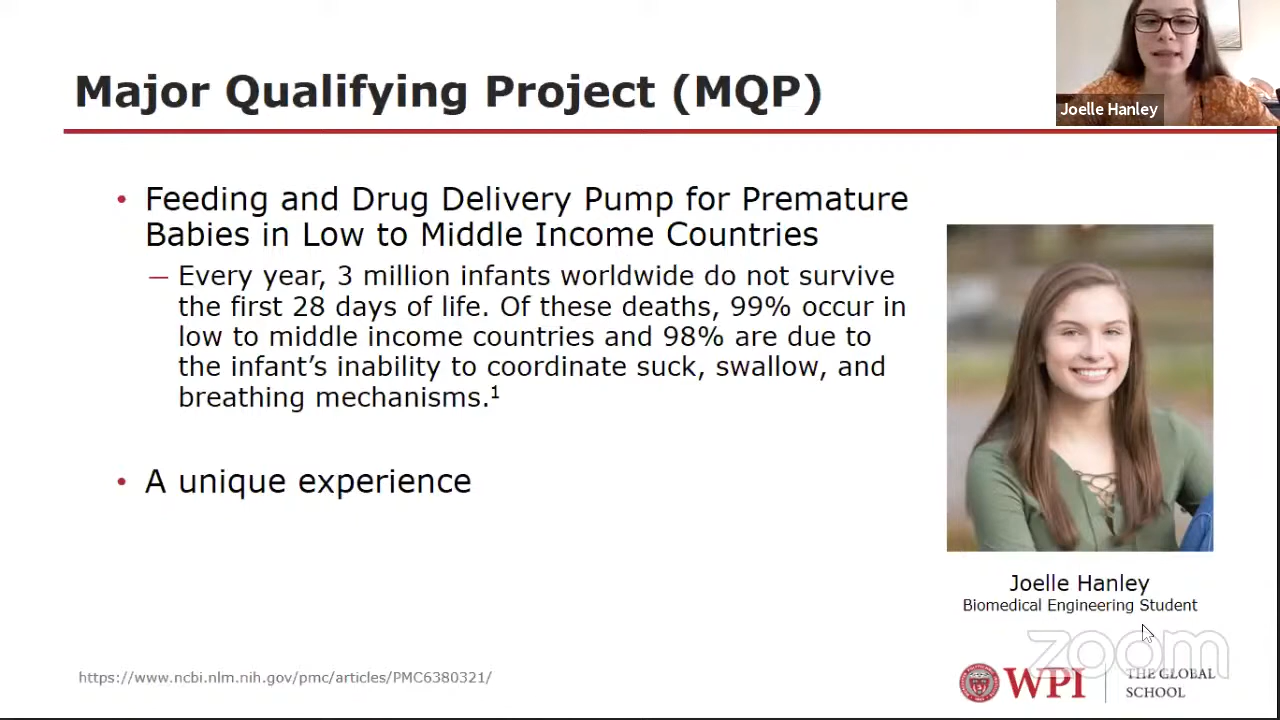 Major Qualifying Project (MQP)
Joelle Hanley
• Feeding and Drug Delivery Pump for Premature
Babies in Low to Middle Income Countries
— Every year, 3 million infants worldwide do not survive
the first 28 days of life. Of these deaths, 99% occur in
low to middle income countries and 98% are due to
the infant’s inability to coordinate suck, swallow, and
breathing mechanisms.¹
• A unique experience
Joelle Hanley
Biomedical Engineering Student
zoom
https://www.ncbi.nlm.nih.gov/pmc/articles/PMC6380321/
WPI
THE GLOBAL
SCHOOL